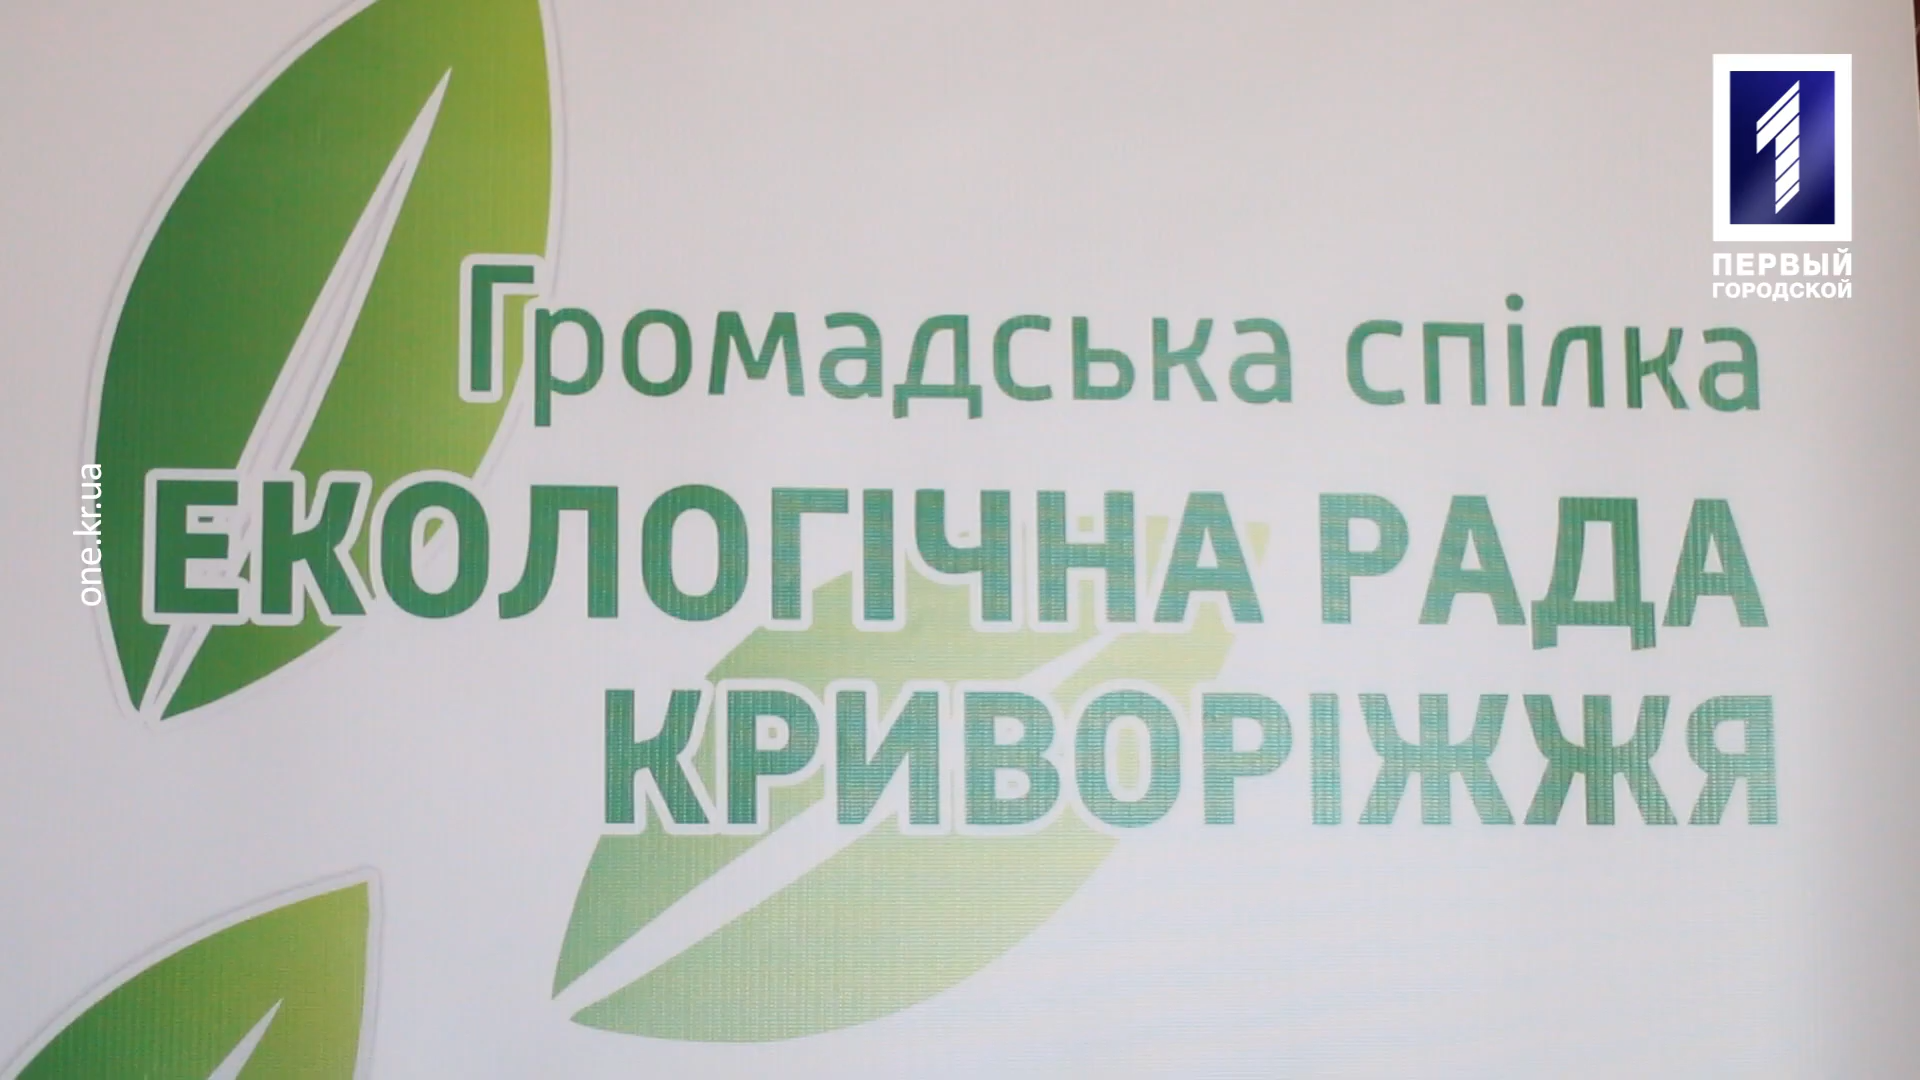 Громадська спілка
ЕКОЛОГІЧНА РАДА
КРИВОРІЖЖЯ
ПЕРВЫЙ
ГОРОДСКОЙ
one.kr.ua